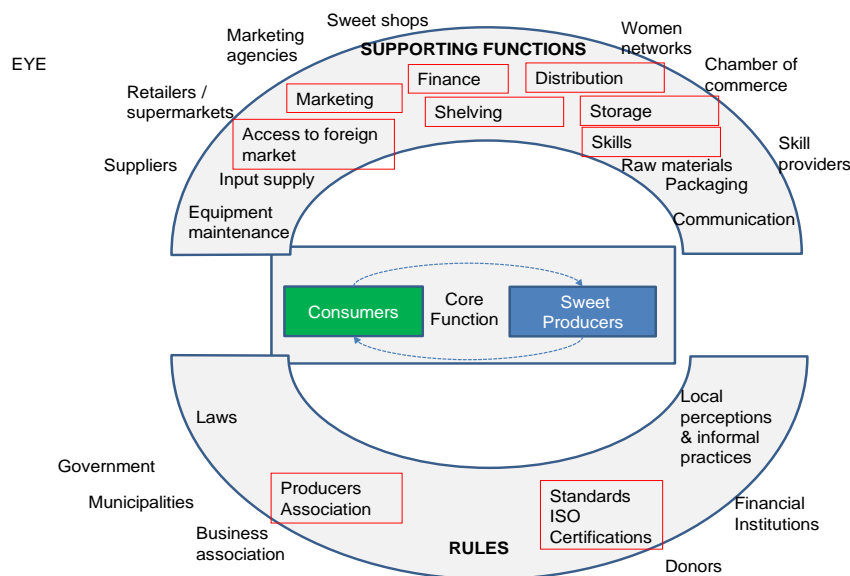 Sweet shops
Marketing
agencies
Women
networks
SUPPORTING FUNCTIONS
EYE
Chamber of
commerce
Finance
Distribution
Retailers /
supermarkets
Marketing
Shelving
Storage
Access to foreign
market
Skills
Suppliers
Skill
providers
Input supply
Raw materials
Packaging
Equipment
maintenance
Communication
Consumers
Core
Function
Sweet
Producers
Laws
Local
perceptions
& informal
practices
Government
Municipalities
Producers
Association
Standards
ISO
Certifications
Financial
Institutions
Business
association
RULES
Donors